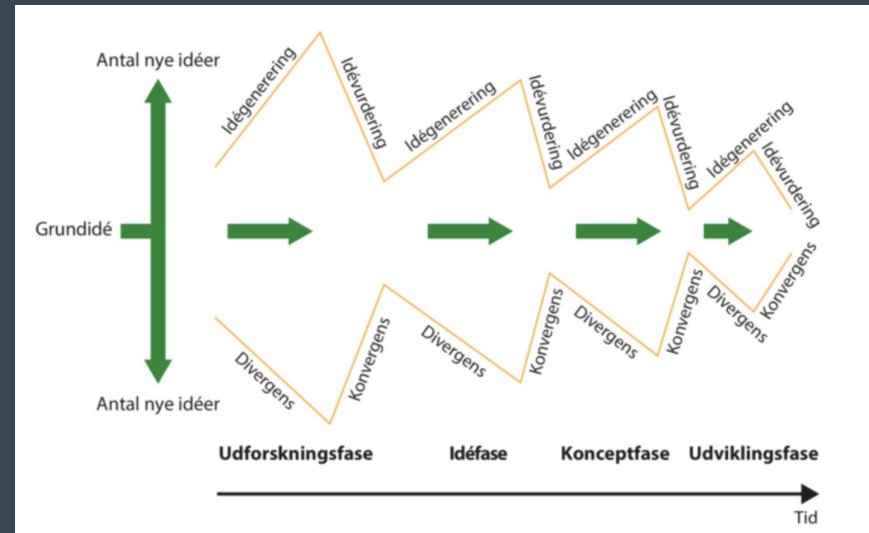 Antal nye idéer
Idégenerering
Idévurdering
Idégenerering
Idévurdering
Idégenerering
Idévurdering
Idégenerering
Idévurdering
Grundidé
Divergens
Konvergens
Divergens
Konvergens
Divergens
Konvergens
Divergens
Konvergens
Antal nye idéer
Udforskningsfase
Idéfase
Konceptfase
Udviklingsfase
Tid